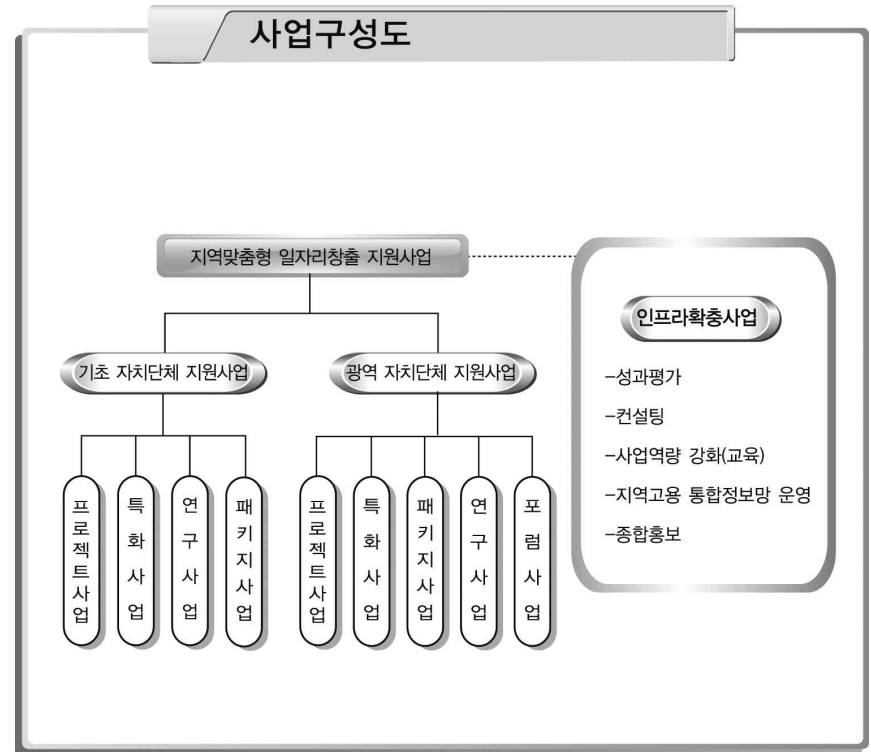 사업구성도
지역맞춤형 일자리창출 지원사업
기초 자치단체 지원사업
광역 자치단체 지원사업
프로젝트사업
특화사업
연구사업
패키지사업
프로젝트사업
특화사업
패키지사업
연구사업
포럼사업
인프라확충사업
-성과평가
-컨설팅
-사업역량 강화(교육)
-지역고용 통합정보망 운영
-종합홍보